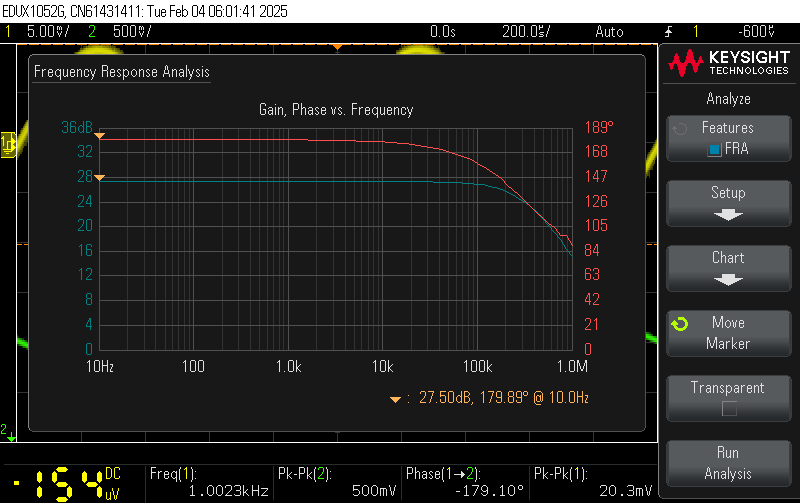 EDUX1052G, CN61431411: Tue Feb 04 06:01:41 2025
1 5.00V/ 2 500V/ 0.0s 200.0s/ Auto 1 -600V
KEYSIGHT
TECHNOLOGIES
Analyze
Features
FRA
Setup
Chart
Move
Marker
Transparent
Run
Analysis
Frequency Response Analysis
Gain, Phase vs. Frequency
36dB 189°
32 168
28 147
24 126
20 105
16 84
12 63
8 42
4 21
0 0
10Hz 100 1.0k 10k 100k 1.0M
: 27.50dB, 179.89° @ 10.0Hz
1
2
-154 DC uV
Freq(1): Pk-Pk(2): Phase(1→2): Pk-Pk(1):
1.0023kHz 500mV -179.10° 20.3mV